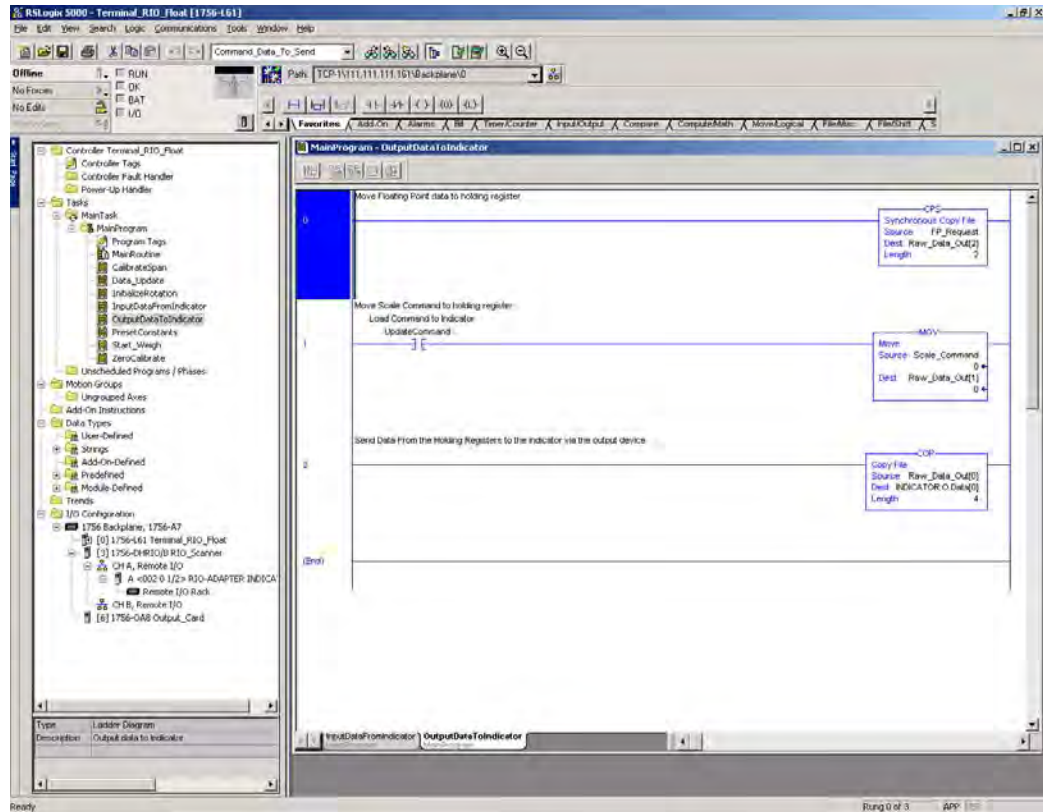 RSLogix 5000 - Terminal_RIO_Float [1756-L61]
File Edit View Search Logic Communications Tools Window Help
Command_Data_To_Send
Offline
RUN
Path: TCP-1\111.111.111.161\Backplane\0
No Forces
OK
BAT
No Edits
I/O
Favorites Add-On Alarms Bit Timer/Counter Input/Output Compare Compute/Math Move/Logical File/Misc. File/Shift
Start Page
Controller Terminal_RIO_Float
Controller Tags
Controller Fault Handler
Power-Up Handler
Tasks
MainTask
MainProgram
Program Tags
MainRoutine
CalibrateSpan
Data_Update
InitializeRotation
InputDataFromIndicator
OutputDataToIndicator
PresetConstants
Start_Weigh
ZeroCalibrate
Unscheduled Programs / Phases
Motion Groups
Ungrouped Axes
Add-On Instructions
Data Types
User-Defined
Strings
Add-On-Defined
Predefined
Module-Defined
Trends
I/O Configuration
1756 Backplane, 1756-A7
[0] 1756-L61 Terminal_RIO_Float
[3] 1756-DHRIO/B RIO_Scanner
CH A, Remote I/O
A <002 0 1/2> RIO-ADAPTER INDICA
Remote I/O Rack
CH B, Remote I/O
[6] 1756-OA8 Output_Card
Type Ladder Diagram
Description Output data to Indicator
MainProgram - OutputDataToIndicator
Move Floating Point data to holding register
0
CPS
Synchronous Copy File
Source FP_Request
Dest Raw_Data_Out[2]
Length 2
Move Scale Command to holding register
Load Command to Indicator
UpdateCommand
1
MOV
Move
Source Scale_Command
0
Dest Raw_Data_Out[1]
0
Send Data From the Holding Registers to the indicator via the output device
2
COP
Copy File
Source Raw_Data_Out[0]
Dest INDICATOR:O.Data[0]
Length 4
(End)
InputDataFromIndicator OutputDataToIndicator
Ready
Rung 0 of 3 APP